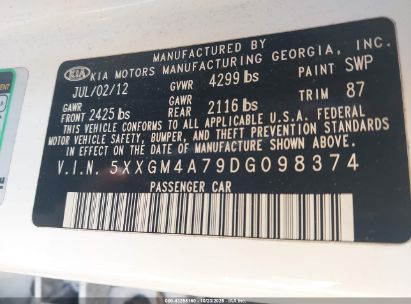 MANUFACTURED BY
KIA KIA MOTORS MANUFACTURING GEORGIA, INC.
JUL/02/12 GVWR 4299 lbs PAINT SWP
GAWR FRONT 2425 lbs GAWR REAR 2116 lbs TRIM 87
THIS VEHICLE CONFORMS TO ALL APPLICABLE U.S.A. FEDERAL
MOTOR VEHICLE SAFETY, BUMPER, AND THEFT PREVENTION STANDARDS
IN EFFECT ON THE DATE OF MANUFACTURE SHOWN ABOVE.
V.I.N. 5XXGM4A79DG098374
PASSENGER CAR